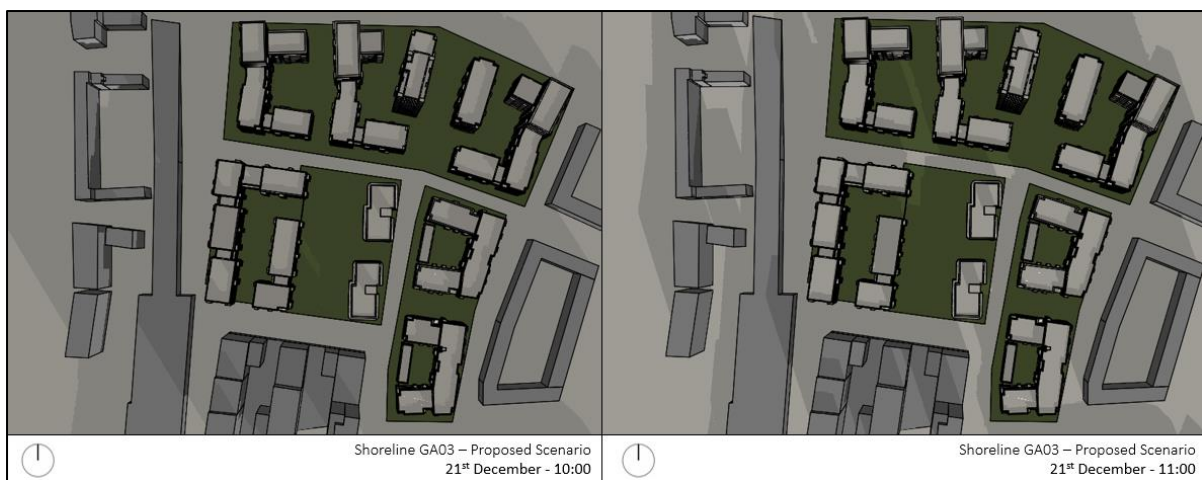 Shoreline GA03 – Proposed Scenario
21st December - 10:00
Shoreline GA03 – Proposed Scenario
21st December - 11:00